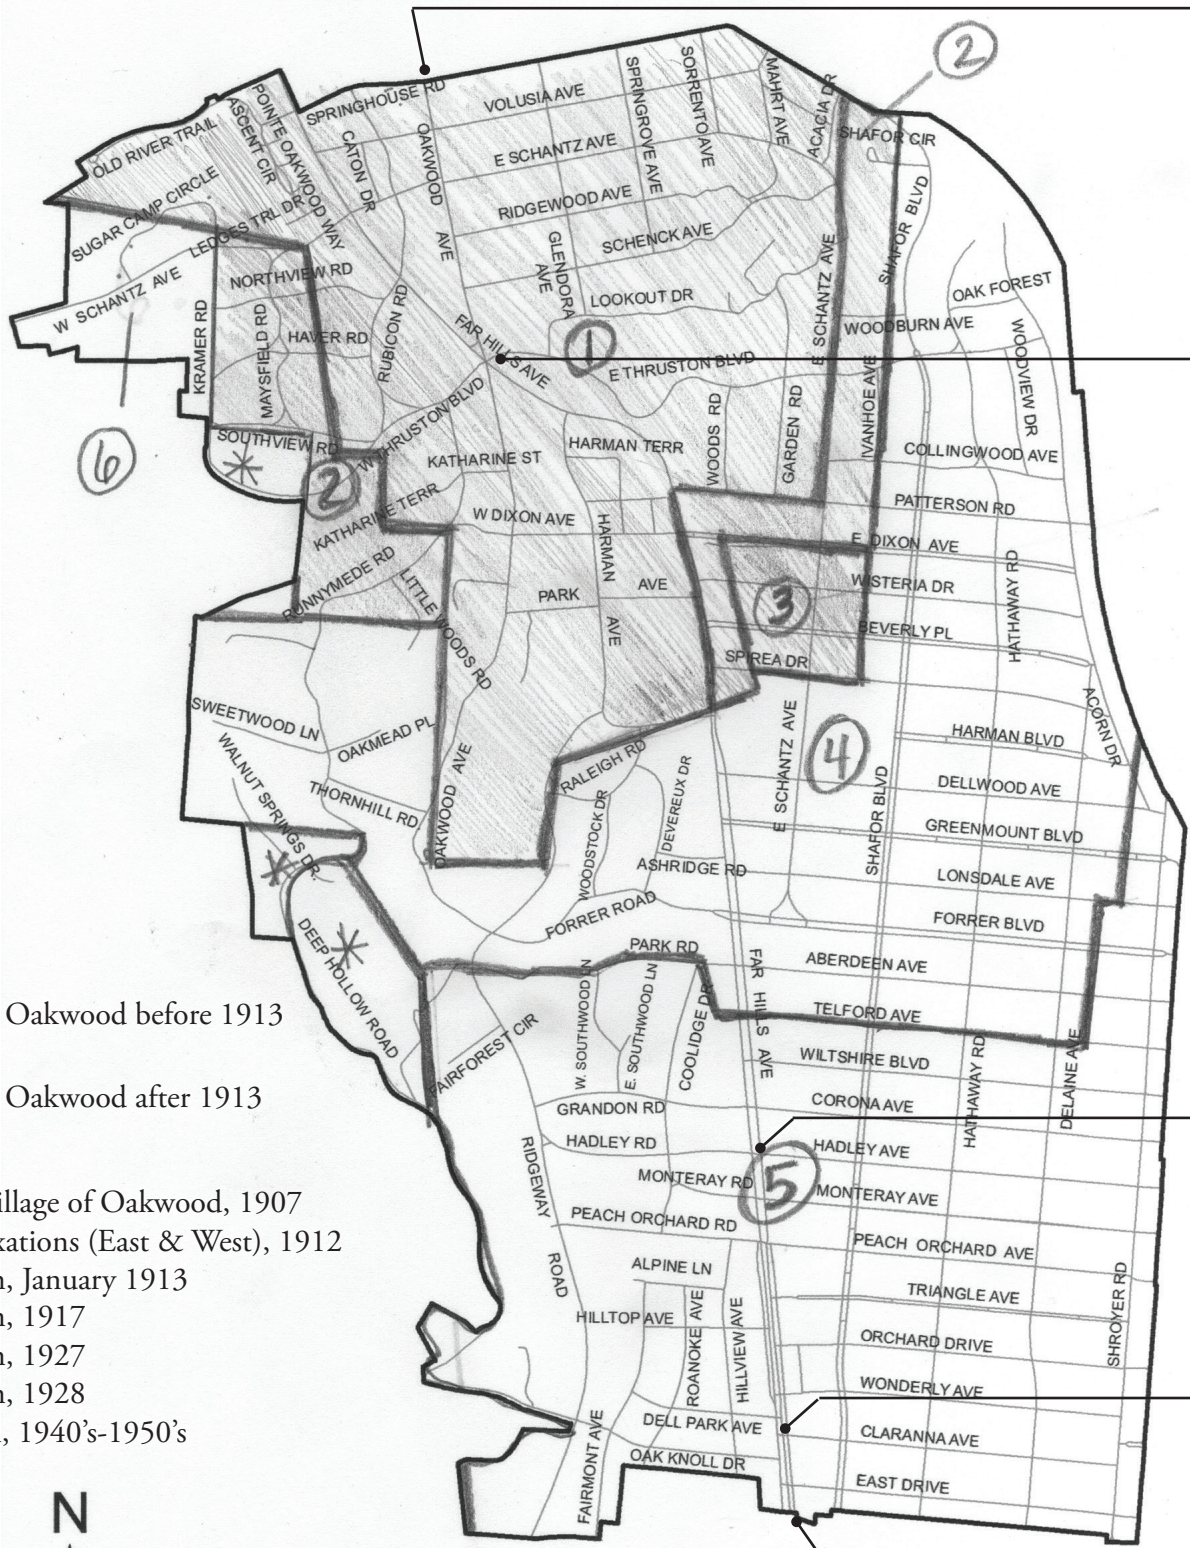 ②
SPRINGHOUSE RD
VOLUSIA AVE
SPRINGROVE AVE
SORRENTO AVE
MAHRT AVE
ACACIA DR
SHAFOR CIR
POINTE OAKWOOD WAY
ASCENT CIR
OLD RIVER TRAIL
CATON DR
OAKWOOD AVE
E SCHANTZ AVE
RIDGEWOOD AVE
SCHENCK AVE
SHAFOR BLVD
SUGAR CAMP CIRCLE
LEDGES TRL DR
W SCHANTZ AVE
NORTHVIEW RD
GLENDORA AVE
LOOKOUT DR
E SCHANTZ AVE
OAK FOREST
WOODBURN AVE
WOODVIEW DR
KRAMER RD
MAYSFIELD RD
HAVER RD
RUBICON RD
FAR HILLS AVE
①
E THRUSTON BLVD
IVANHOE AVE
⑥
SOUTHVIEW RD
W THRUSTON BLVD
②
KATHARINE ST
HARMAN TERR
WOODS RD
GARDEN RD
COLLINGWOOD AVE
KATHARINE TERR
W DIXON AVE
PATTERSON RD
E DIXON AVE
RUNNYMEDE RD
LITTLE WOODS RD
HARMAN AVE
PARK AVE
③
WISTERIA DR
BEVERLY PL
HATHAWAY RD
SPIREA DR
SWEETWOOD LN
OAKMEAD PL
WALNUT SPRINGS DR.
THORNHILL RD.
OAKWOOD AVE
RALEIGH RD
DEVEREUX DR
WOODSTOCK DR
E SCHANTZ AVE
④
SHAFOR BLVD
ACORN DR
HARMAN BLVD
DELLWOOD AVE
GREENMOUNT BLVD
ASHRIDGE RD
LONSDALE AVE
FORRER ROAD
FORRER BLVD
DEEP HOLLOW ROAD
PARK RD
FAR HILLS AVE
ABERDEEN AVE
Oakwood before 1913
TELFORD AVE
FAIRFOREST CIR
W. SOUTHWOOD LN
E. SOUTHWOOD LN
COOLIDGE DR
WILTSHIRE BLVD
HATHAWAY RD
DELAINE AVE
Oakwood after 1913
GRANDON RD
CORONA AVE
HADLEY RD
HADLEY AVE
RIDGEWAY ROAD
MONTERAY RD
⑤
MONTERAY AVE
illage of Oakwood, 1907
PEACH ORCHARD RD
PEACH ORCHARD AVE
xations (East & West), 1912
n, January 1913
ALPINE LN
TRIANGLE AVE
n, 1917
HILLTOP AVE
ROANOKE AVE
HILLVIEW AVE
ORCHARD DRIVE
SHROYER RD
n, 1927
n, 1928
WONDERLY AVE
n, 1940's-1950's
DELL PARK AVE
CLARANNA AVE
OAK KNOLL DR
FAIRMONT AVE
EAST DRIVE
N